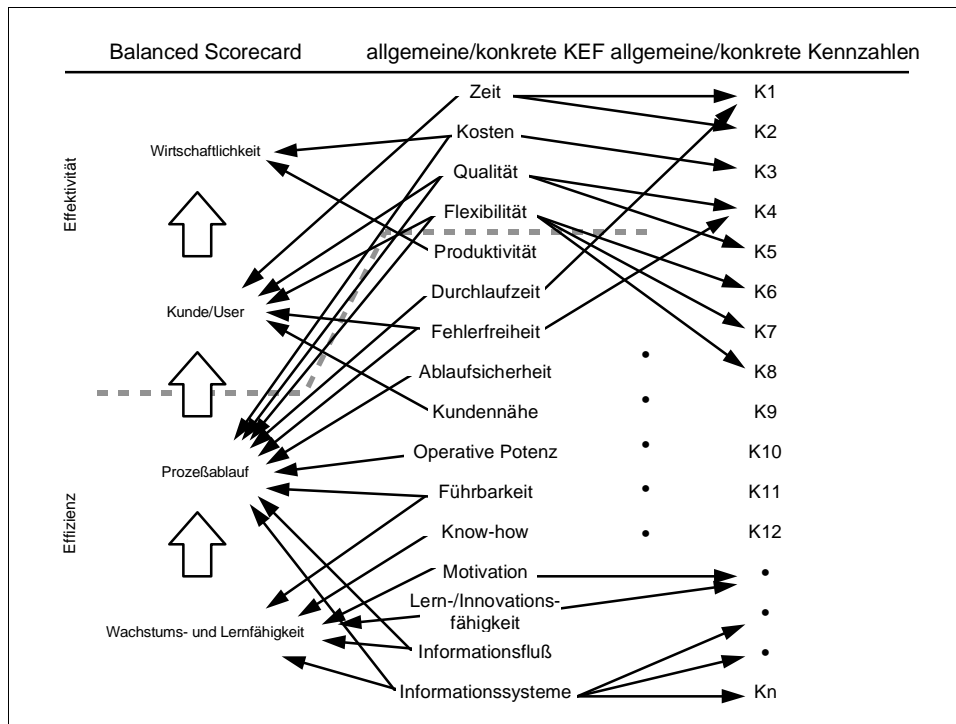 Balanced Scorecard
allgemeine/konkrete KEF allgemeine/konkrete Kennzahlen
Effektivität
Effizienz
Wirtschaftlichkeit
Kunde/User
Prozeßablauf
Wachstums- und Lernfähigkeit
Zeit
Kosten
Qualität
Flexibilität
Produktivität
Durchlaufzeit
Fehlerfreiheit
Ablaufsicherheit
Kundennähe
Operative Potenz
Führbarkeit
Know-how
Motivation
Lern-/Innovations-
fähigkeit
Informationsfluß
Informationssysteme
K1
K2
K3
K4
K5
K6
K7
K8
K9
K10
K11
K12
Kn